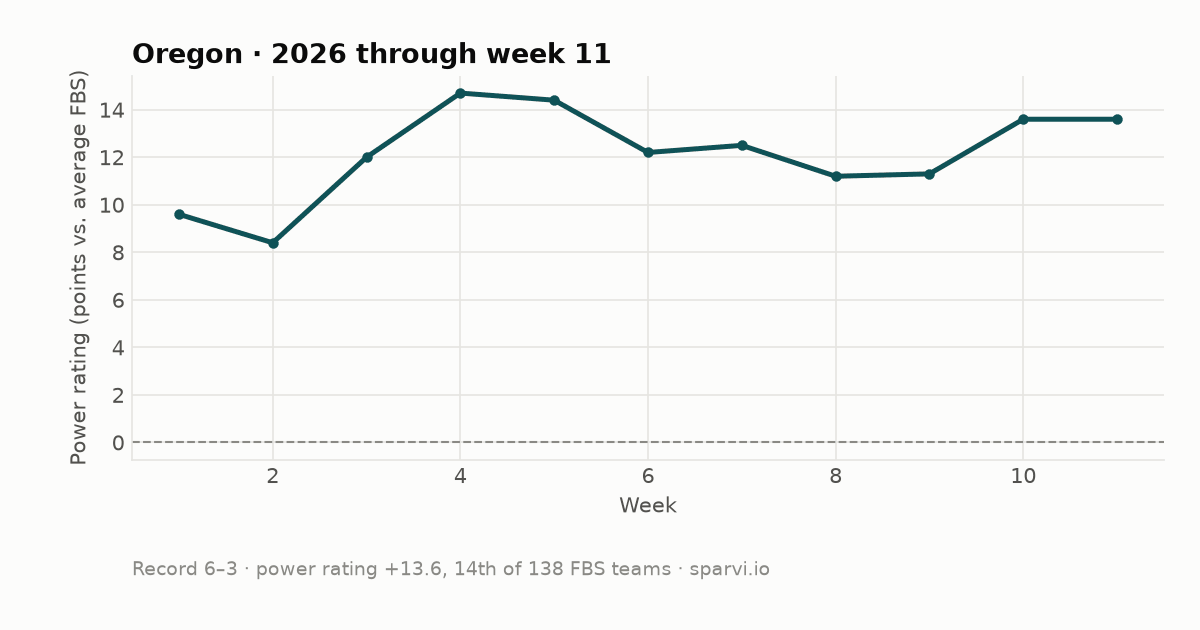 Oregon · 2026 through week 11
Power rating (points vs. average FBS)
14
12
10
8
6
4
2
0
2 4 6 8 10
Week
Record 6–3 · power rating +13.6, 14th of 138 FBS teams · sparvi.io